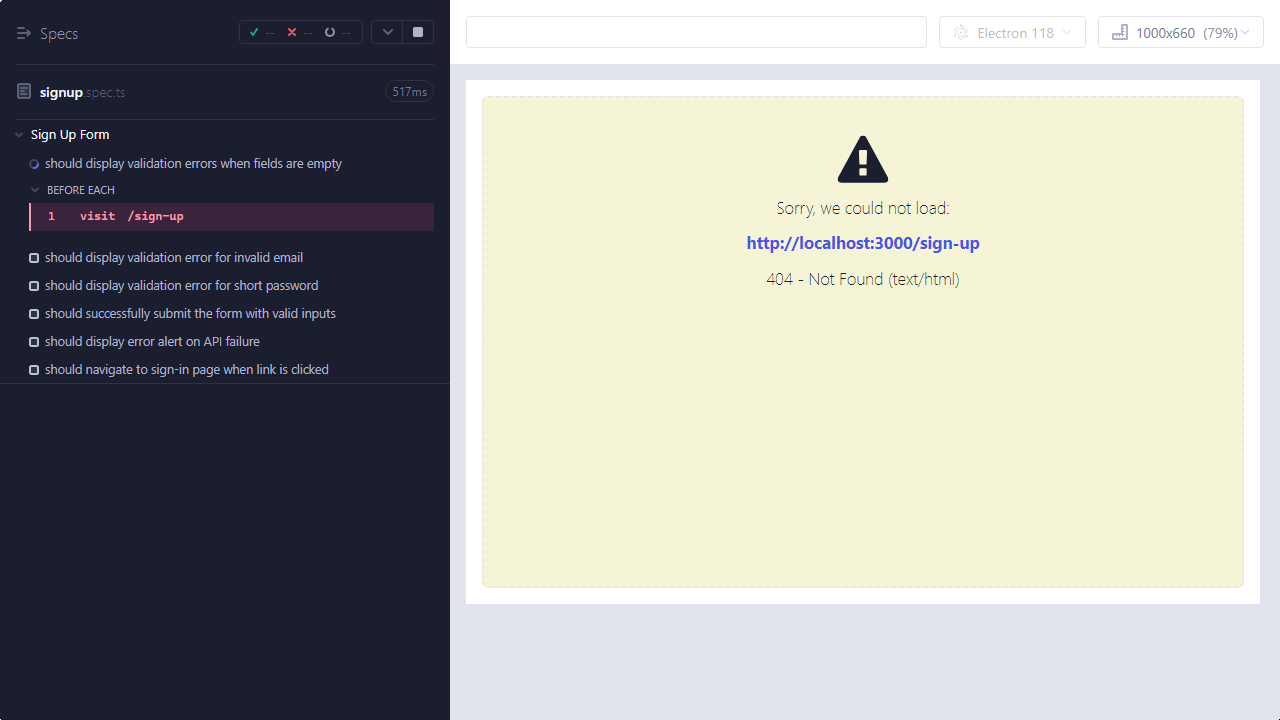 Specs
-- -- --
signup.spec.ts
517ms
Sign Up Form
should display validation errors when fields are empty
BEFORE EACH
1 visit /sign-up
should display validation error for invalid email
should display validation error for short password
should successfully submit the form with valid inputs
should display error alert on API failure
should navigate to sign-in page when link is clicked
Electron 118
1000x660 (79%)
Sorry, we could not load:
http://localhost:3000/sign-up
404 - Not Found (text/html)